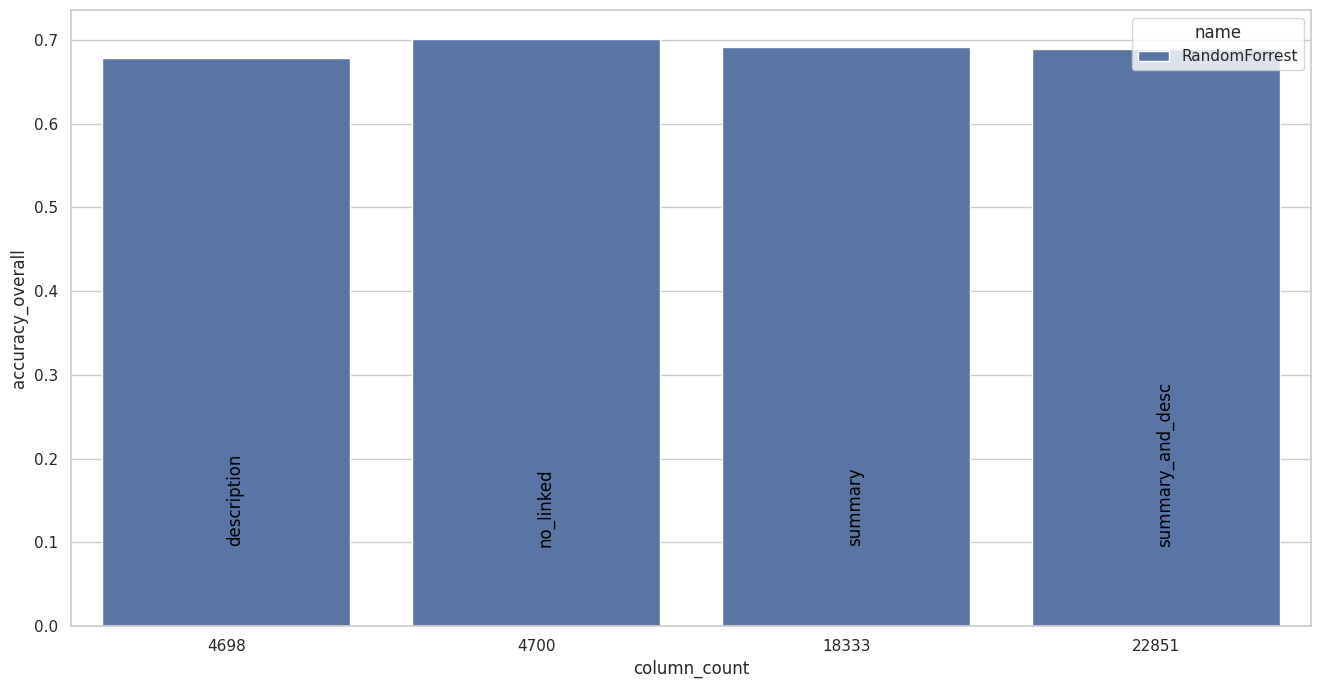 name
RandomForrest
accuracy_overall
0.7
0.6
0.5
0.4
0.3
0.2
0.1
0.0
description
no_linked
summary
summary_and_desc
4698
4700
18333
22851
column_count